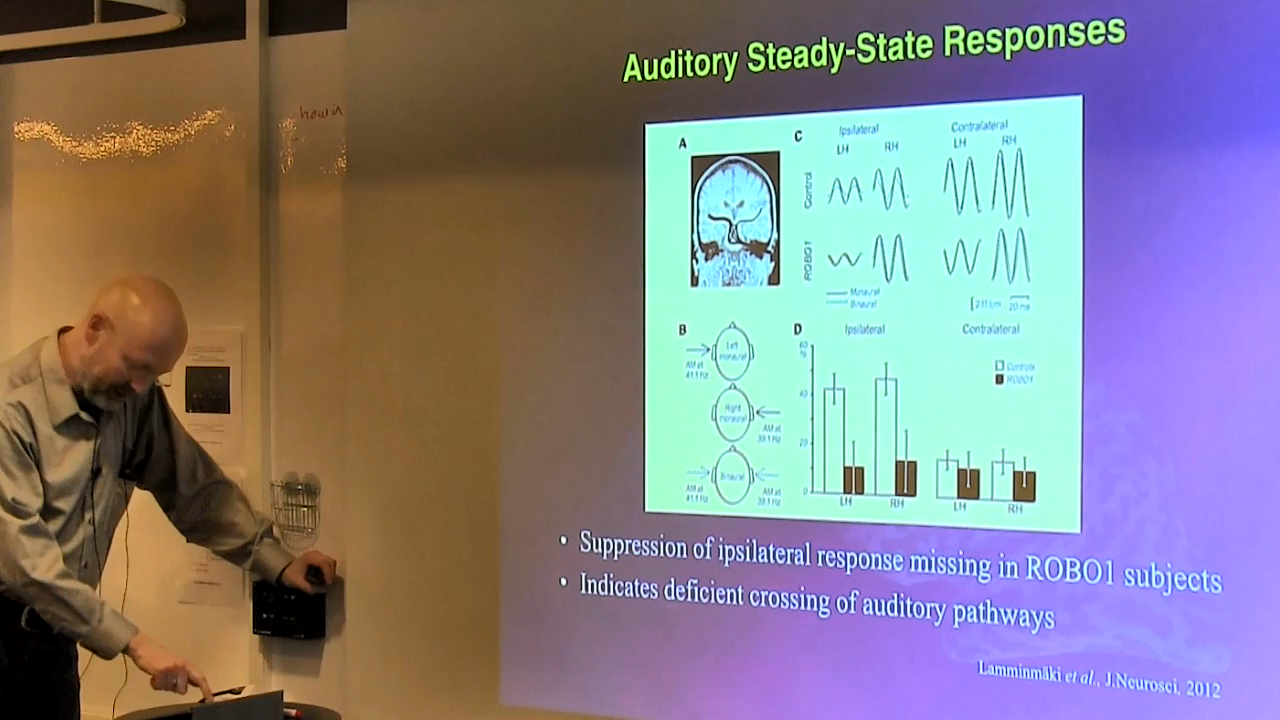 how in
Auditory Steady-State Responses
A
C
Ipsilateral
Contralateral
LH
RH
LH
RH
Control
ROBO1
Monaural
Binaural
20 ms
B
D
Ipsilateral
Contralateral
Left
monaural
AM at
41.1 Hz
Right
monaural
AM at
39.1 Hz
Binaural
AM at
41.1 Hz
AM at
39.1 Hz
60
%
40
20
0
Controls
ROBO1
LH
RH
LH
RH
• Suppression of ipsilateral response missing in ROBO1 subjects
• Indicates deficient crossing of auditory pathways
Lamminmäki et al., J.Neurosci, 2012